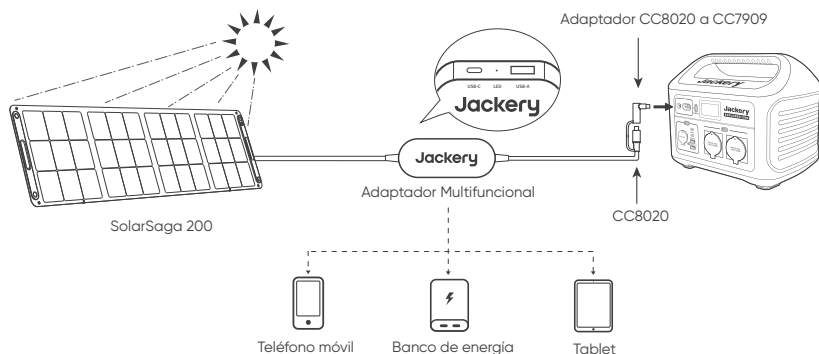 Adaptador CC8020 a CC7909
USB-C LED USB-A
Jackery
Jackery
Jackery
Jackery
Adaptador Multifuncional
SolarSaga 200
CC8020
Teléfono móvil
Banco de energía
Tablet